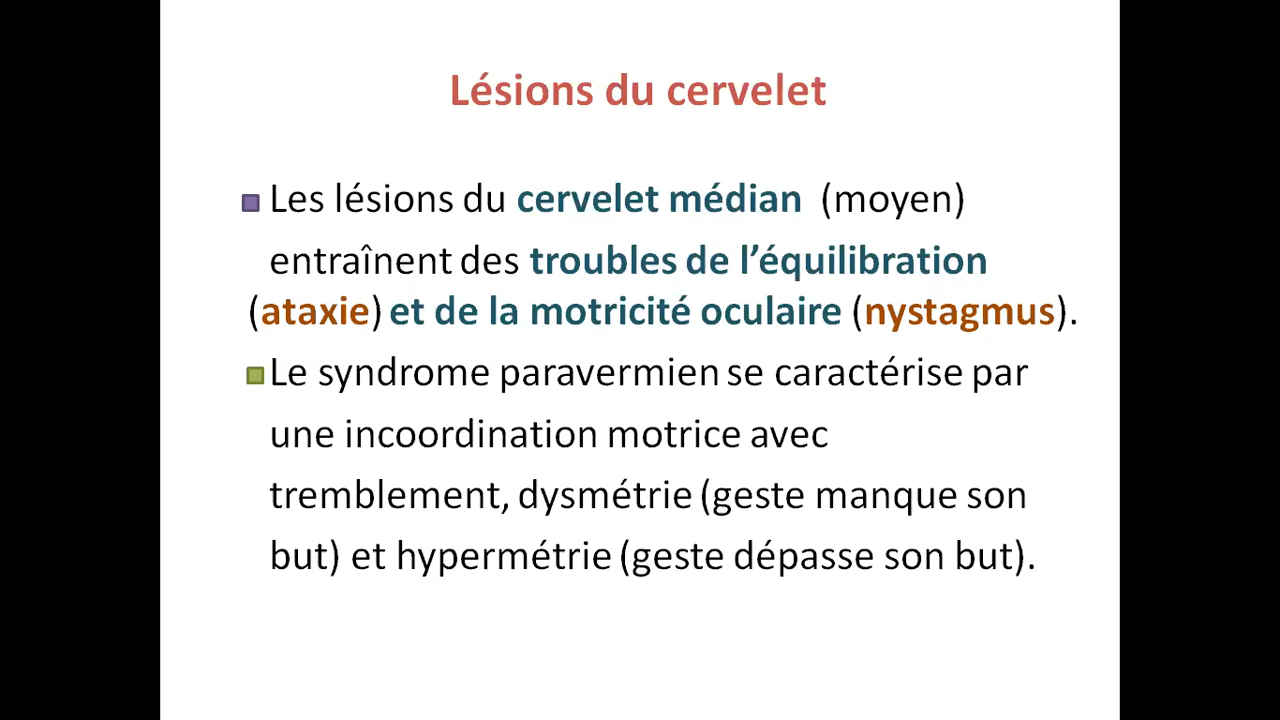 Lésions du cervelet
Les lésions du cervelet médian (moyen)
entraînent des troubles de l’équilibration
(ataxie) et de la motricité oculaire (nystagmus).
Le syndrome paravermien se caractérise par
une incoordination motrice avec
tremblement, dysmétrie (geste manque son
but) et hypermétrie (geste dépasse son but).